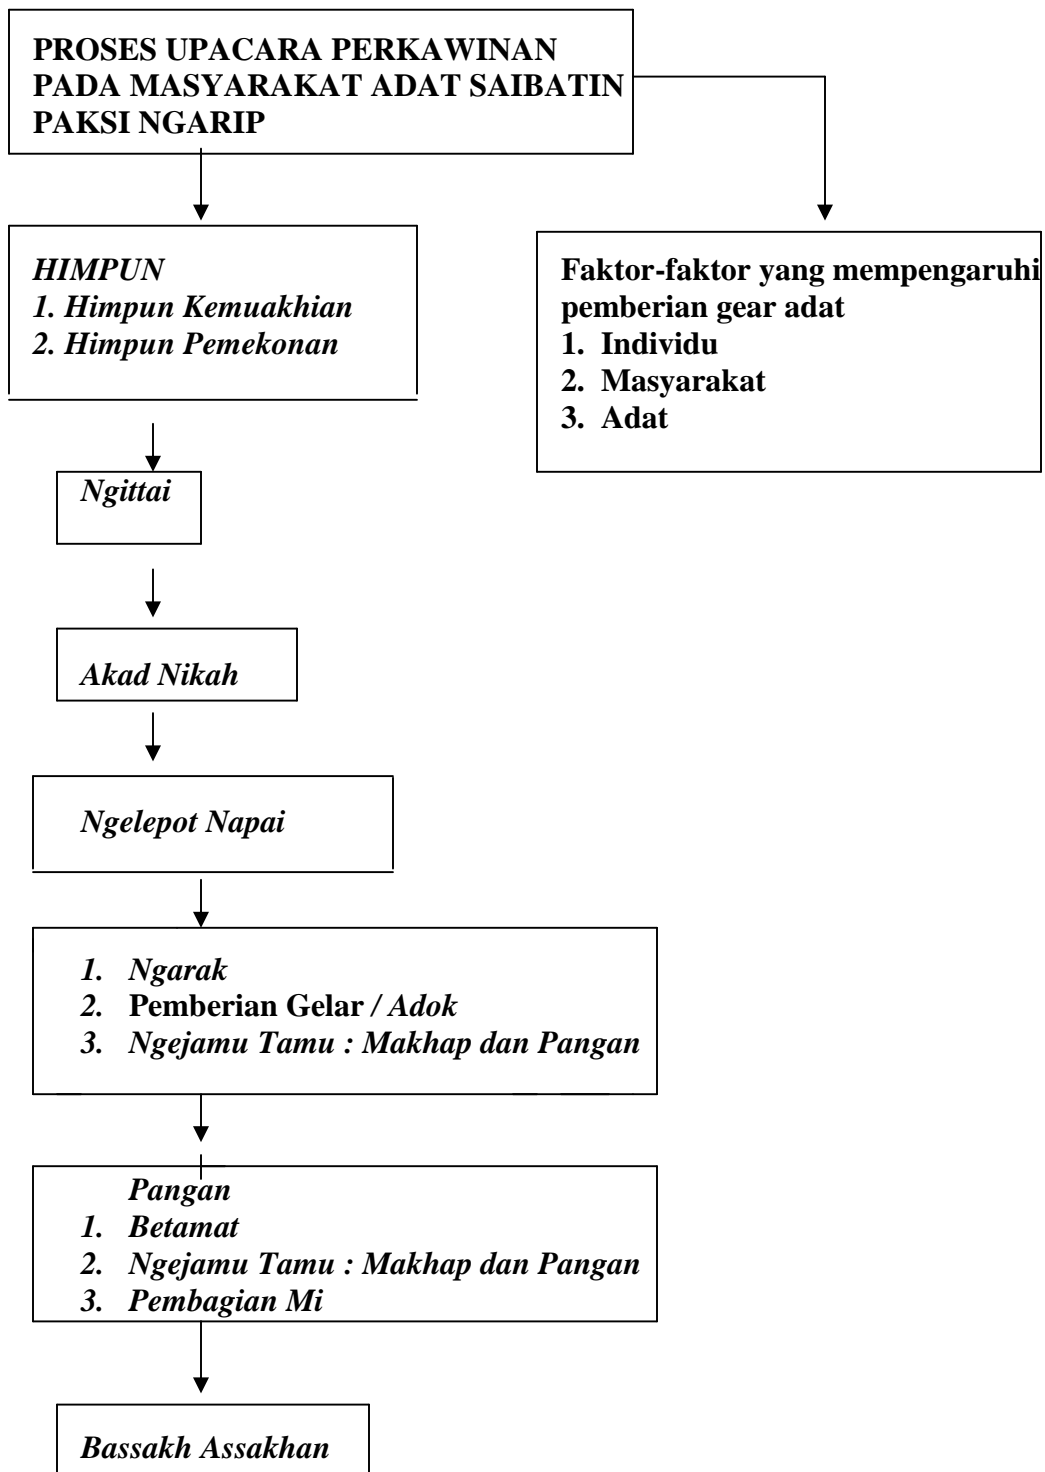 PROSES UPACARA PERKAWINAN
PADA MASYARAKAT ADAT SAIBATIN
PAKSI NGARIP
HIMPUN
1. Himpun Kemuakhian
2. Himpun Pemekonan
Faktor-faktor yang mempengaruhi
pemberian gear adat
1. Individu
2. Masyarakat
3. Adat
Ngittai
Akad Nikah
Ngelepot Napai
1. Ngarak
2. Pemberian Gelar / Adok
3. Ngejamu Tamu : Makhap dan Pangan
Pangan
1. Betamat
2. Ngejamu Tamu : Makhap dan Pangan
3. Pembagian Mi
Bassakh Assakhan